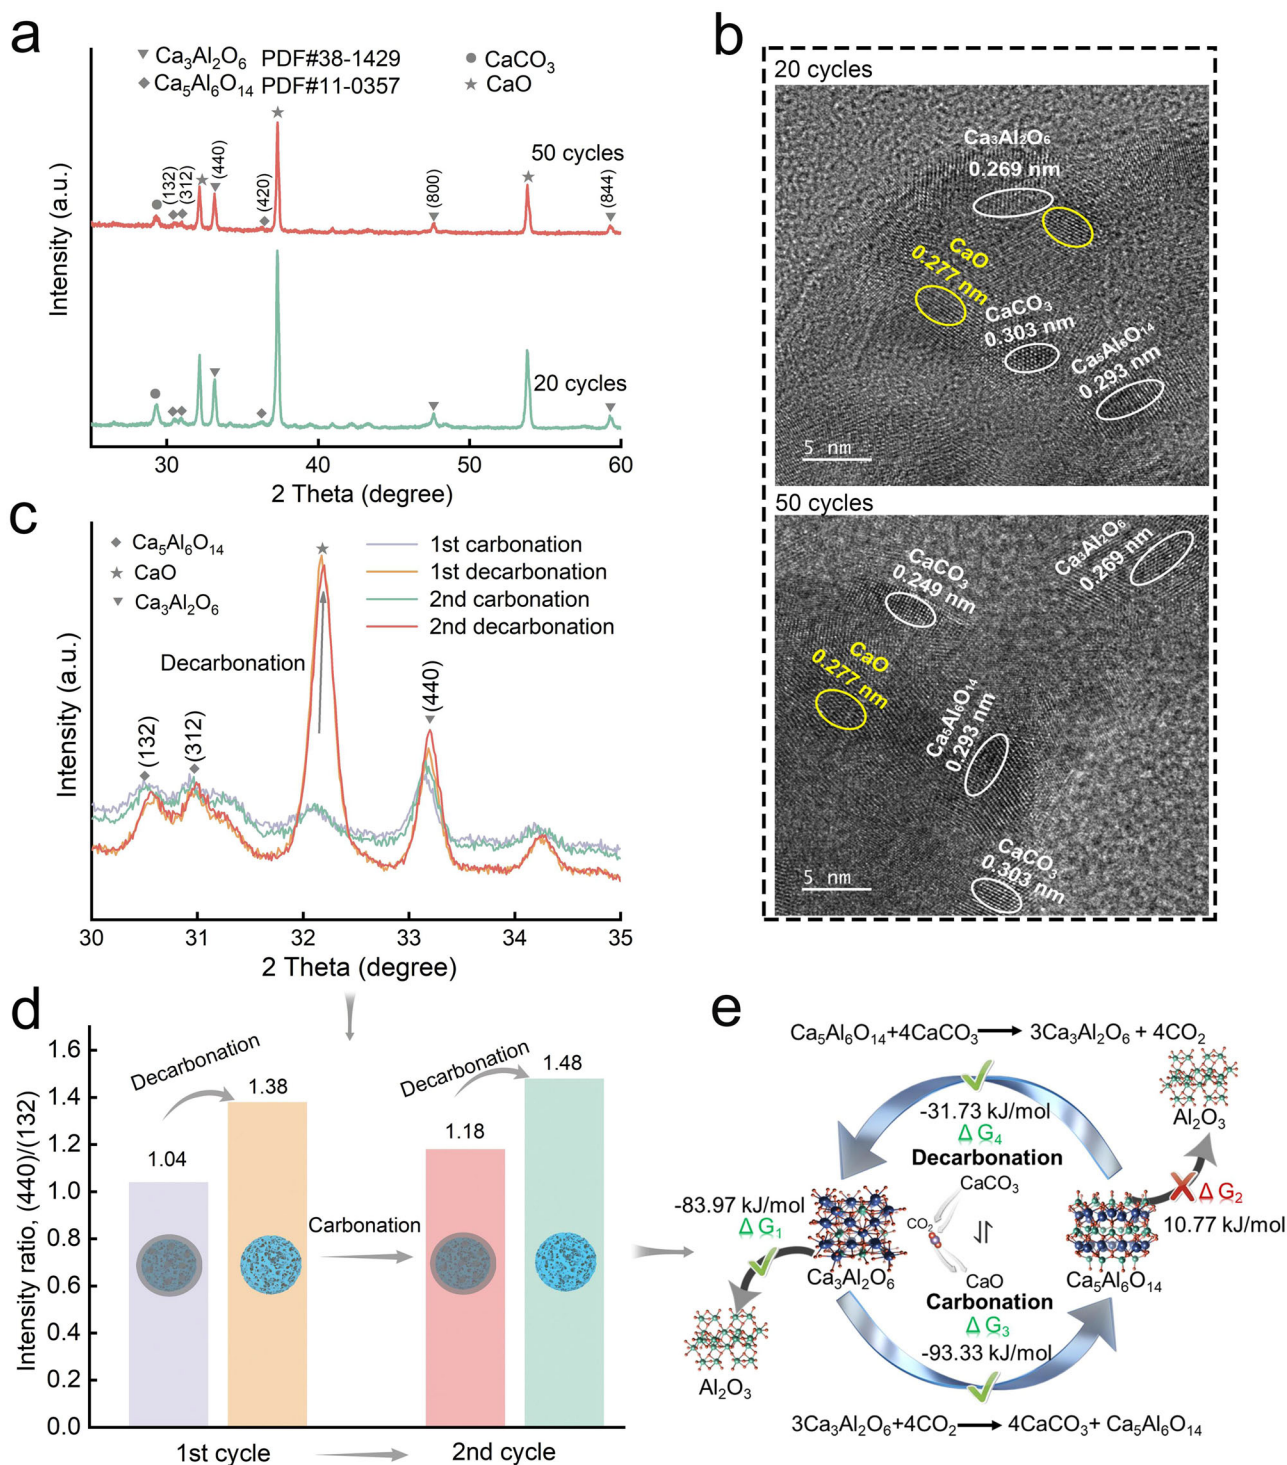 a
Ca₃Al₂O₆ PDF#38-1429
CaCO₃
Ca₅Al₆O₁₄ PDF#11-0357
CaO
50 cycles
(132)
(312)
(440)
(420)
(800)
(844)
20 cycles
Intensity (a.u.)
30 40 50 60
2 Theta (degree)
b
20 cycles
Ca₃Al₂O₆
0.269 nm
CaO
0.277 nm
CaCO₃
0.303 nm
Ca₅Al₆O₁₄
0.293 nm
5 nm
50 cycles
Ca₃Al₂O₆
0.269 nm
CaCO₃
0.249 nm
CaO
0.277 nm
Ca₅Al₆O₁₄
0.293 nm
CaCO₃
0.303 nm
5 nm
c
Ca₅Al₆O₁₄
CaO
Ca₃Al₂O₆
1st carbonation
1st decarbonation
2nd carbonation
2nd decarbonation
Decarbonation
(132)
(312)
(440)
Intensity (a.u.)
30 31 32 33 34 35
2 Theta (degree)
d
Intensity ratio, (440)/(132)
1.6
1.4
1.2
1.0
0.8
0.6
0.4
0.2
0.0
Decarbonation
1.04
1.38
Carbonation
Decarbonation
1.18
1.48
1st cycle
2nd cycle
e
Ca₅Al₆O₁₄+4CaCO₃ 3Ca₃Al₂O₆ + 4CO₂
Al₂O₃
-31.73 kJ/mol
Δ G₄
Decarbonation
CaCO₃
-83.97 kJ/mol
Δ G₁
Δ G₂
10.77 kJ/mol
CO₂
Ca₃Al₂O₆
Ca₅Al₆O₁₄
CaO
Carbonation
Δ G₃
-93.33 kJ/mol
Al₂O₃
3Ca₃Al₂O₆+4CO₂ 4CaCO₃+ Ca₅Al₆O₁₄